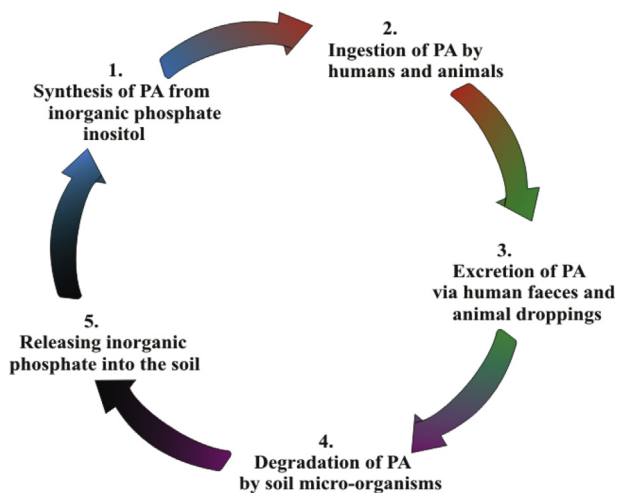 1.
Synthesis of PA from
inorganic phosphate
inositol
2.
Ingestion of PA by
humans and animals
3.
Excretion of PA
via human faeces and
animal droppings
4.
Degradation of PA
by soil micro-organisms
5.
Releasing inorganic
phosphate into the soil